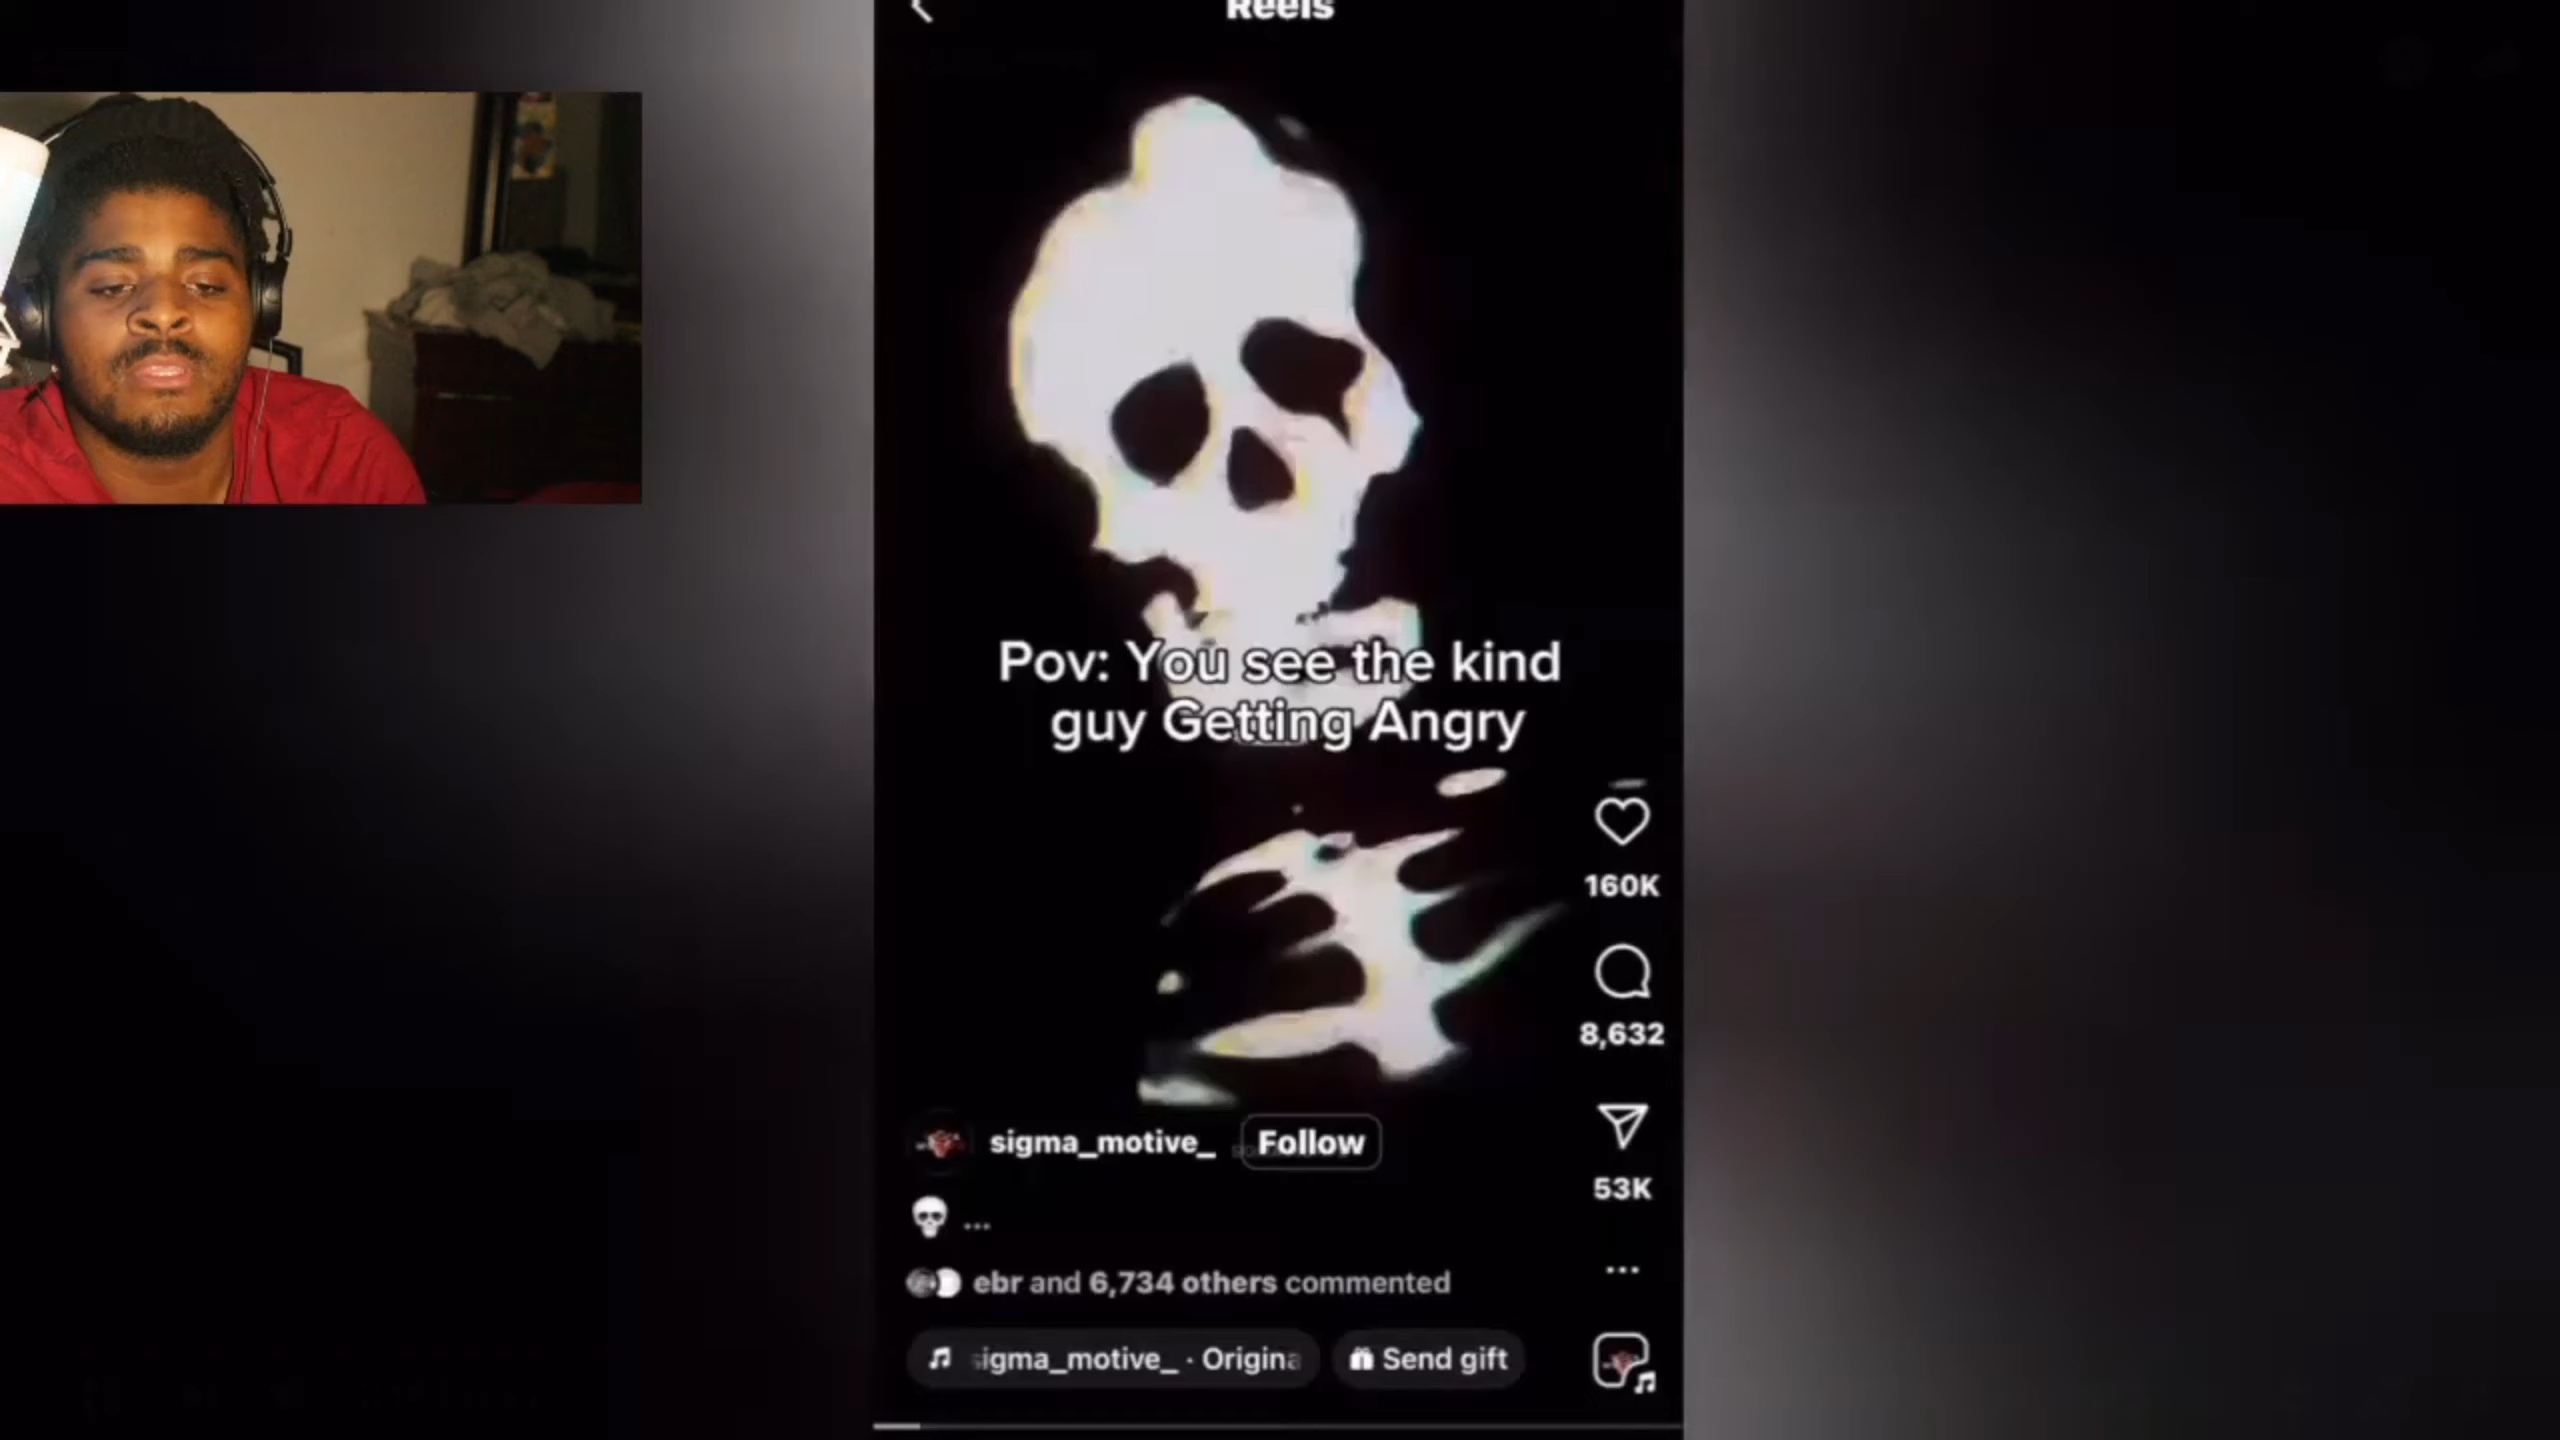 Reels
Pov: You see the kind
guy Getting Angry
160K
8,632
53K
sigma_motive_ Follow
💀 ...
ebr and 6,734 others commented
sigma_motive_ · Origina
Send gift